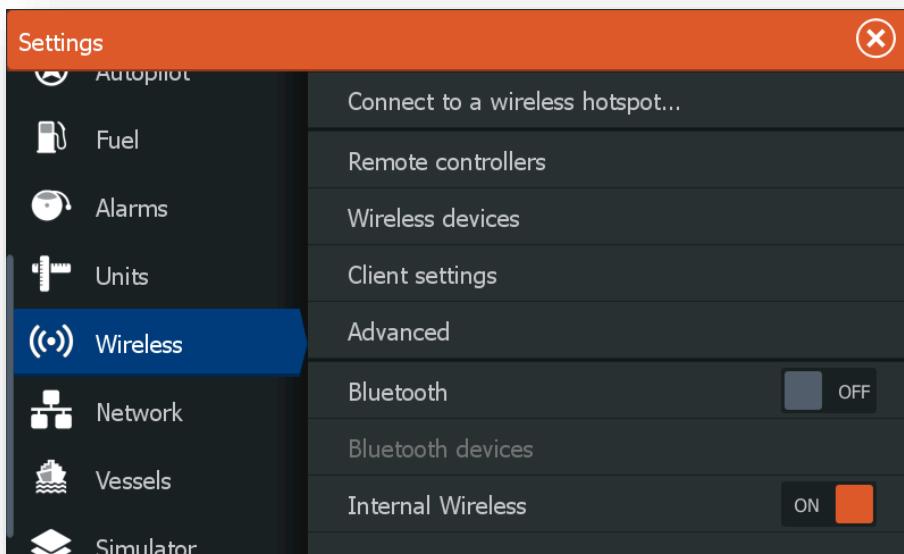 Settings
Autopilot
Fuel
Alarms
Units
Wireless
Network
Vessels
Simulator
Connect to a wireless hotspot...
Remote controllers
Wireless devices
Client settings
Advanced
Bluetooth OFF
Bluetooth devices
Internal Wireless ON